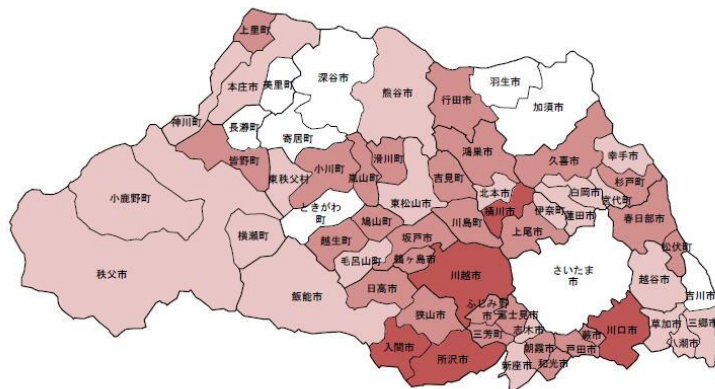 上里町
本庄市
美里町
深谷市
熊谷市
行田市
羽生市
加須市
神川町
長瀞町
寄居町
皆野町
東秩父村
小川町
嵐山町
滑川町
吉見町
鴻巣市
久喜市
幸手市
杉戸町
宮代町
白岡市
北本市
桶川市
伊奈町
蓮田市
春日部市
小鹿野町
ときがわ
町
東松山市
横瀬町
越生町
鳩山町
坂戸市
川島町
上尾市
松伏町
毛呂山町
鶴ヶ島市
川越市
さいたま
市
越谷市
吉川市
秩父市
飯能市
日高市
狭山市
ふじみ野
市
富士見市
三芳町
志木市
入間市
所沢市
新座市
朝霞市
和光市
戸田市
蕨市
川口市
草加市
八潮市
三郷市